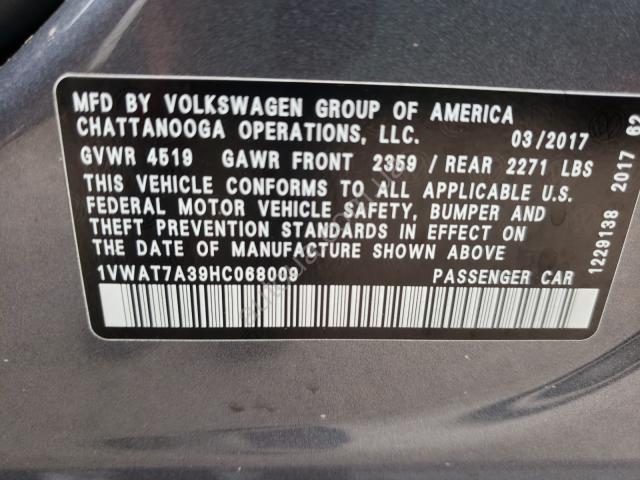 MFD BY VOLKSWAGEN GROUP OF AMERICA
CHATTANOOGA OPERATIONS, LLC. 03/2017
GVWR 4519 GAWR FRONT 2359 / REAR 2271 LBS
THIS VEHICLE CONFORMS TO ALL APPLICABLE U.S.
FEDERAL MOTOR VEHICLE SAFETY, BUMPER AND
THEFT PREVENTION STANDARDS IN EFFECT ON
THE DATE OF MANUFACTURE SHOWN ABOVE
1VWAT7A39HC068009 PASSENGER CAR
1229138 2017 82